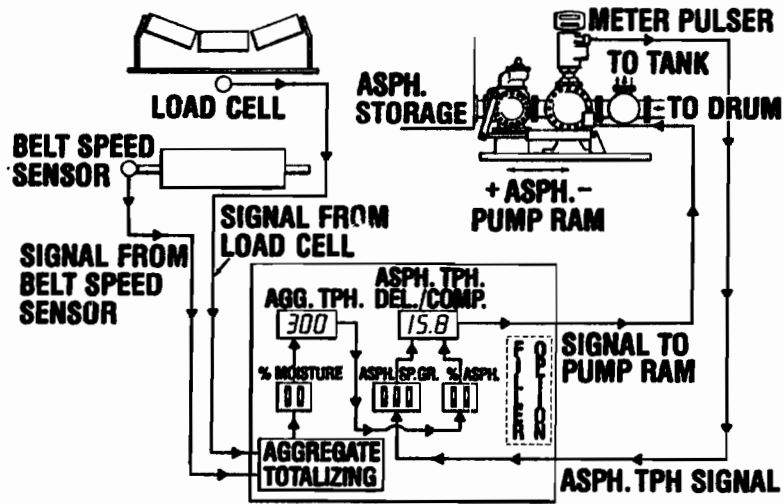 METER PULSER
TO TANK
TO DRUM
ASPH.
STORAGE
+ ASPH. -
PUMP RAM
LOAD CELL
BELT SPEED
SENSOR
SIGNAL FROM
LOAD CELL
SIGNAL FROM
BELT SPEED
SENSOR
AGG. TPH.
300
ASPH. TPH.
DEL./COMP.
15.8
% MOISTURE
ASPH. SP.GR.
% ASPH.
FILLER
OPTION
SIGNAL TO
PUMP RAM
AGGREGATE
TOTALIZING
ASPH. TPH SIGNAL